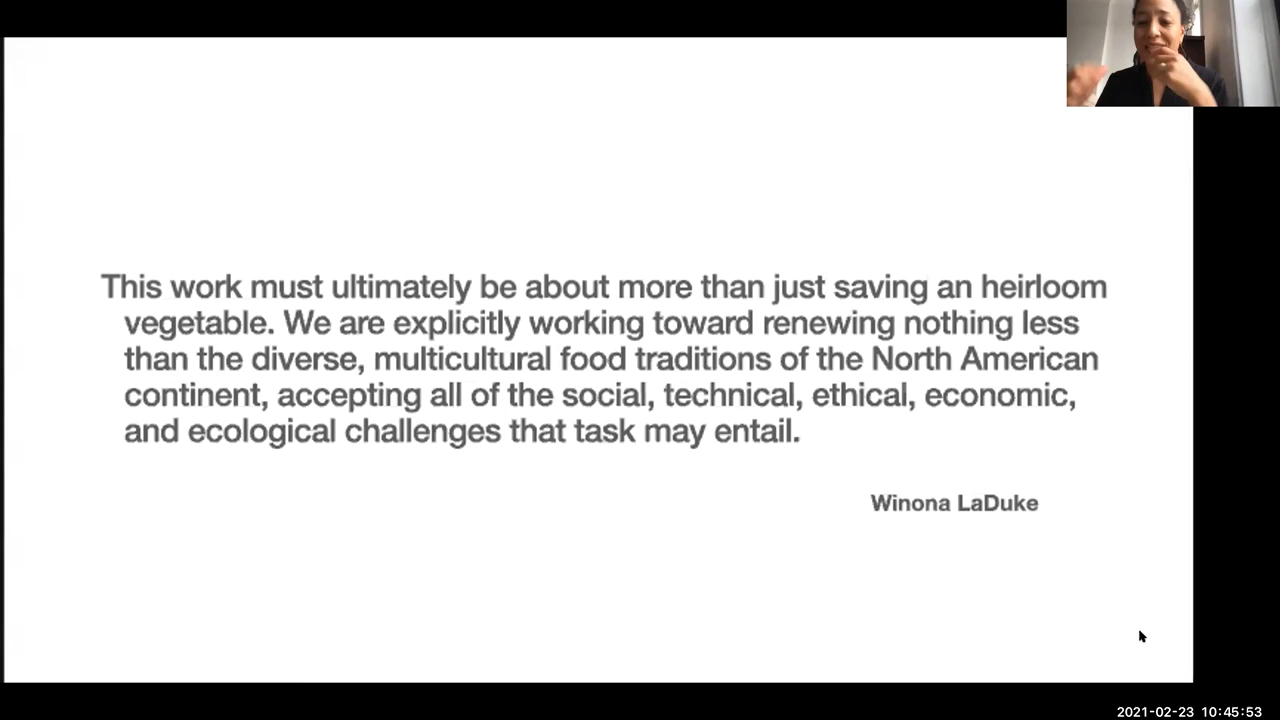 This work must ultimately be about more than just saving an heirloom
vegetable. We are explicitly working toward renewing nothing less
than the diverse, multicultural food traditions of the North American
continent, accepting all of the social, technical, ethical, economic,
and ecological challenges that task may entail.
Winona LaDuke
2021-02-23 10:45:53